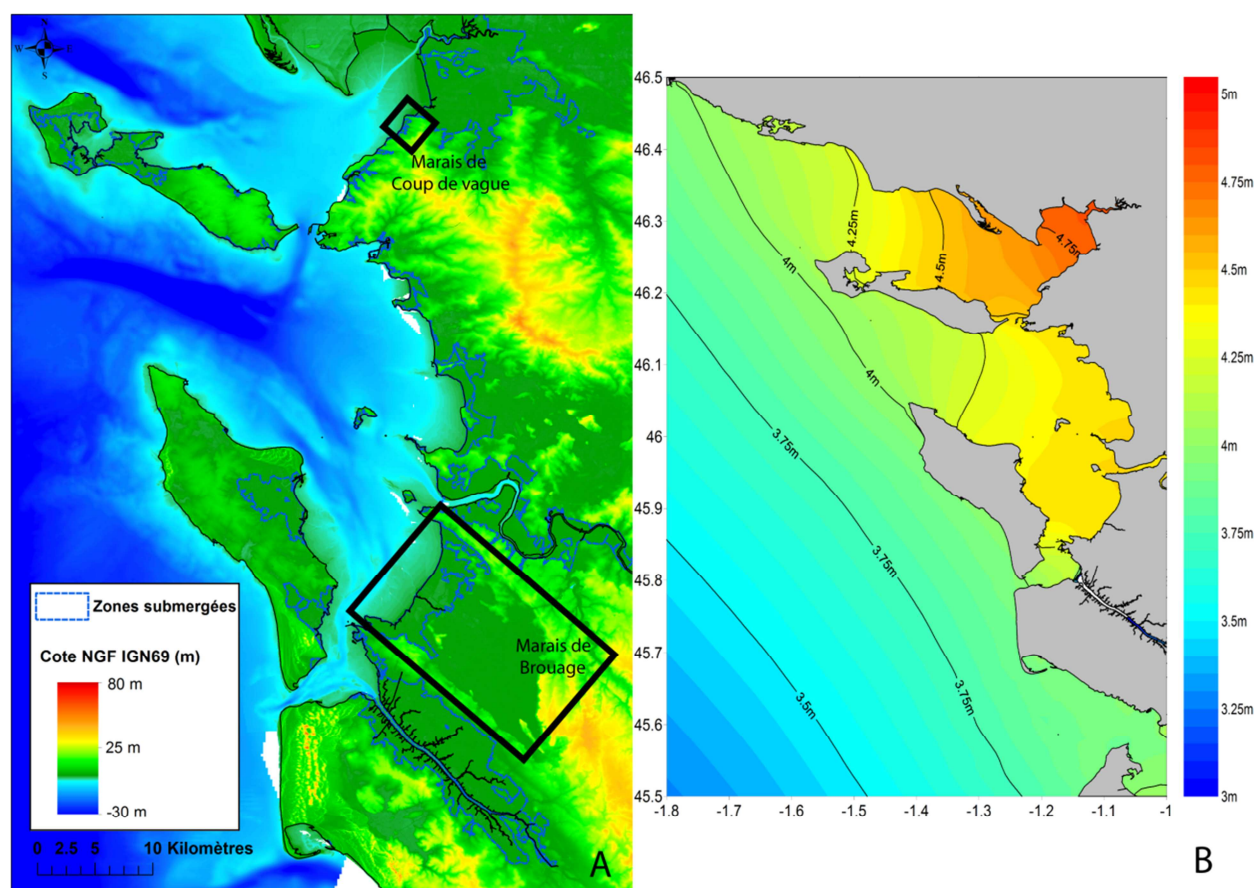 N
W E
S
Marais de
Coup de vague
Marais de
Brouage
Zones submergées
Cote NGF IGN69 (m)
80 m
25 m
-30 m
0 2.5 5 10 Kilomètres
A
46.5
46.4
46.3
46.2
46.1
46
45.9
45.8
45.7
45.6
45.5
-1.8 -1.7 -1.6 -1.5 -1.4 -1.3 -1.2 -1.1 -1
4.25m
4.5m
4.75m
4m
4m
3.75m
3.75m
3.75m
3.5m
5m
4.75m
4.5m
4.25m
4m
3.75m
3.5m
3.25m
3m
B